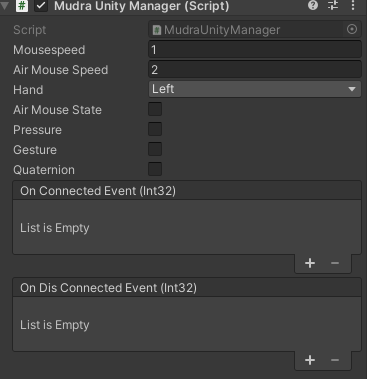 # Mudra Unity Manager (Script)
Script # MudraUnityManager
Mousespeed 1
Air Mouse Speed 2
Hand Left
Air Mouse State
Pressure
Gesture
Quaternion
On Connected Event (Int32)
List is Empty
+ −
On Dis Connected Event (Int32)
List is Empty
+ −